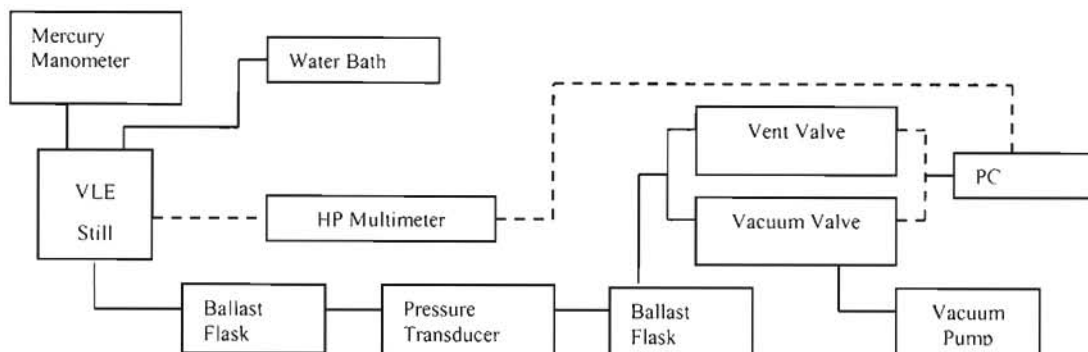 Mercury
Manometer
Water Bath
Vent Valve
VLE
Still
PC
HP Multimeter
Vacuum Valve
Ballast
Flask
Pressure
Transducer
Ballast
Flask
Vacuum
Pump